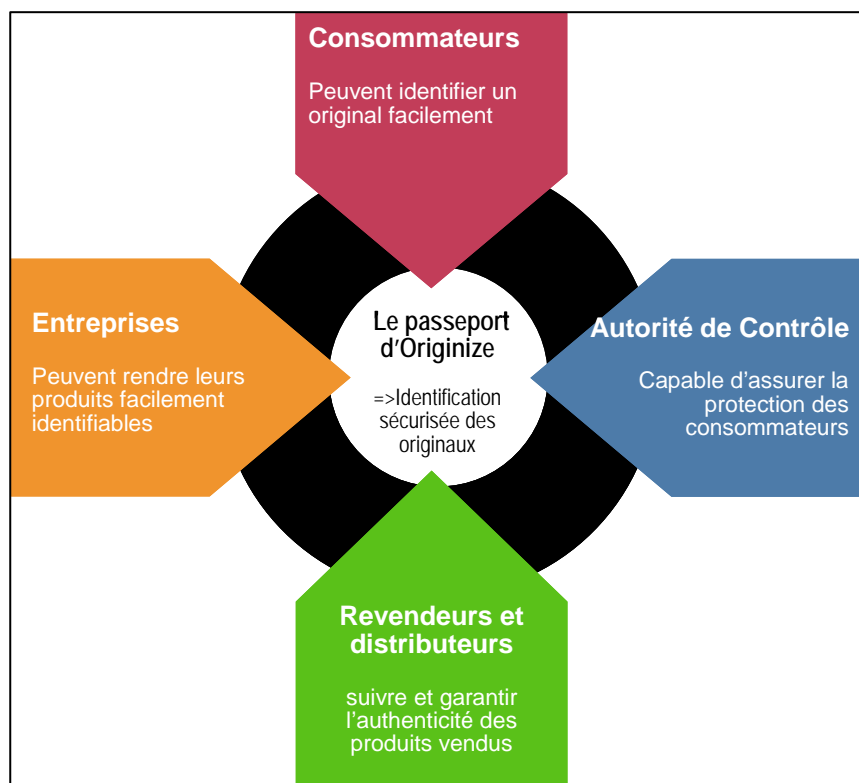 Consommateurs
Peuvent identifier un
original facilement
Entreprises
Peuvent rendre leurs
produits facilement
identifiables
Le passeport
d’Originize
=>Identification
sécurisée des
originaux
Autorité de Contrôle
Capable d’assurer la
protection des
consommateurs
Revendeurs et
distributeurs
suivre et garantir
l’authenticité des
produits vendus